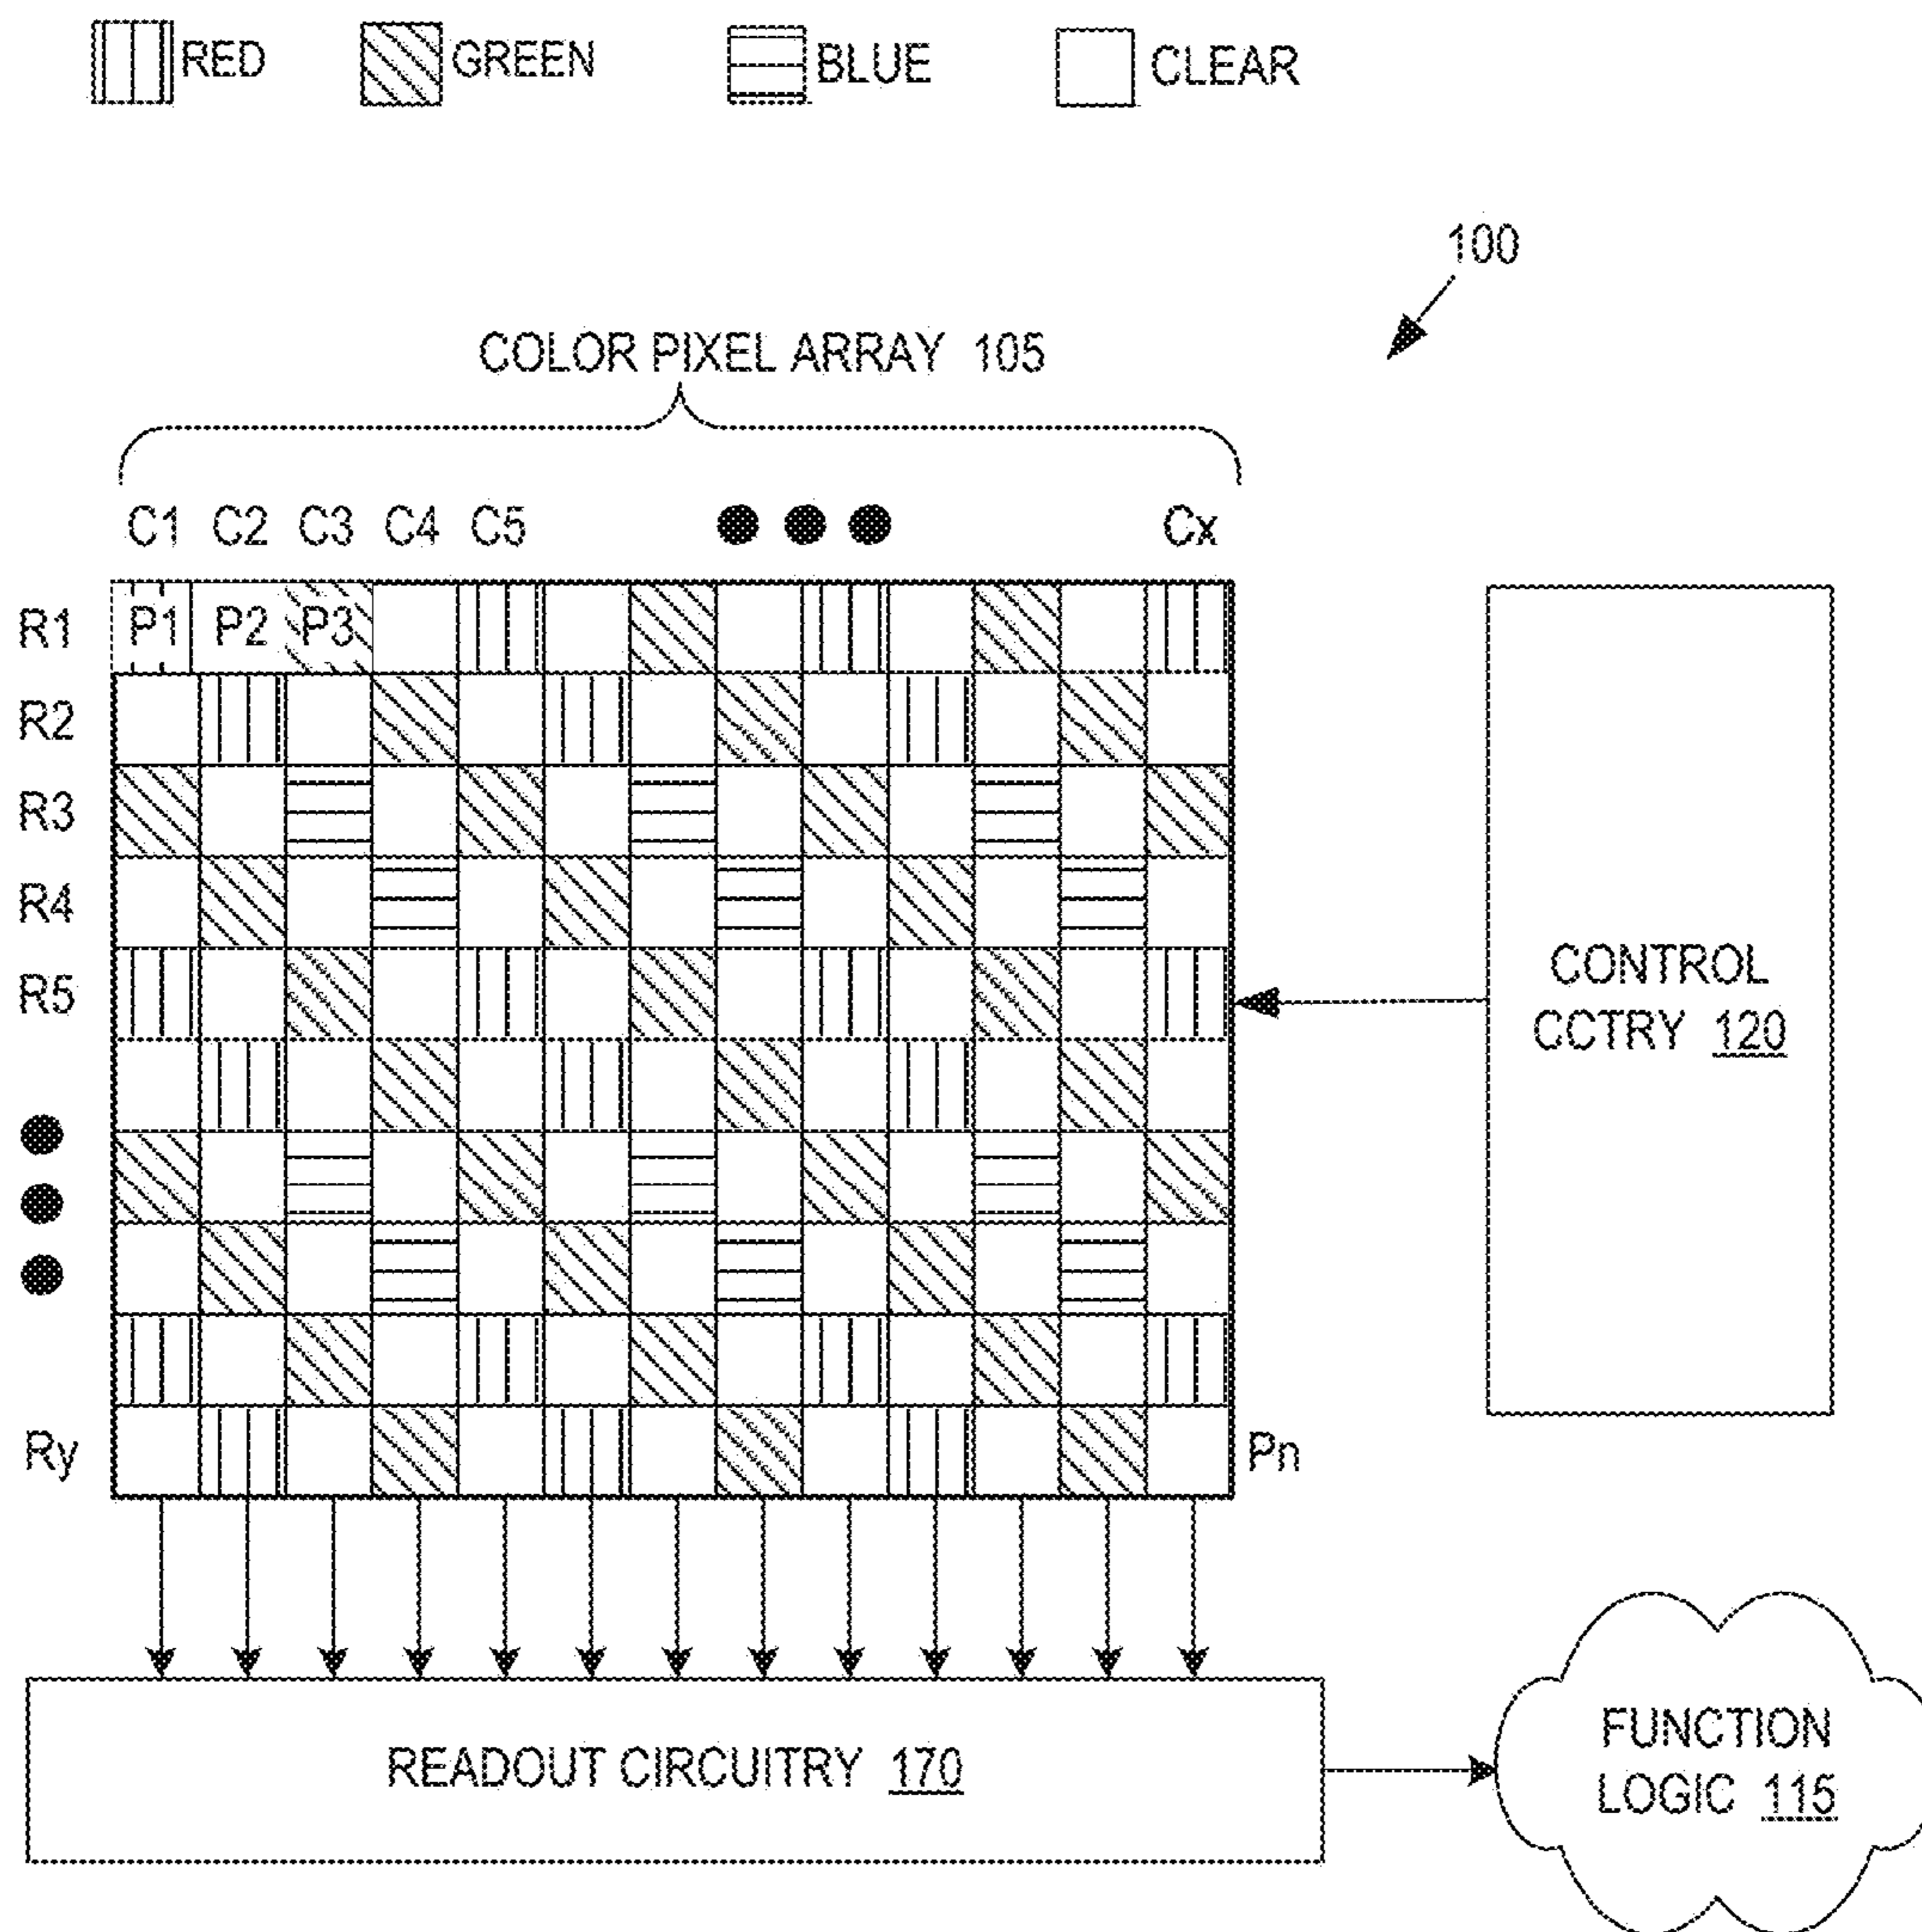 RED GREEN BLUE CLEAR
100
COLOR PIXEL ARRAY 105
C1 C2 C3 C4 C5 Cx
R1 P1 P2 P3
R2
R3
R4
R5
CONTROL
CCTRY 120
Ry Pn
READOUT CIRCUITRY 170
FUNCTION
LOGIC 115